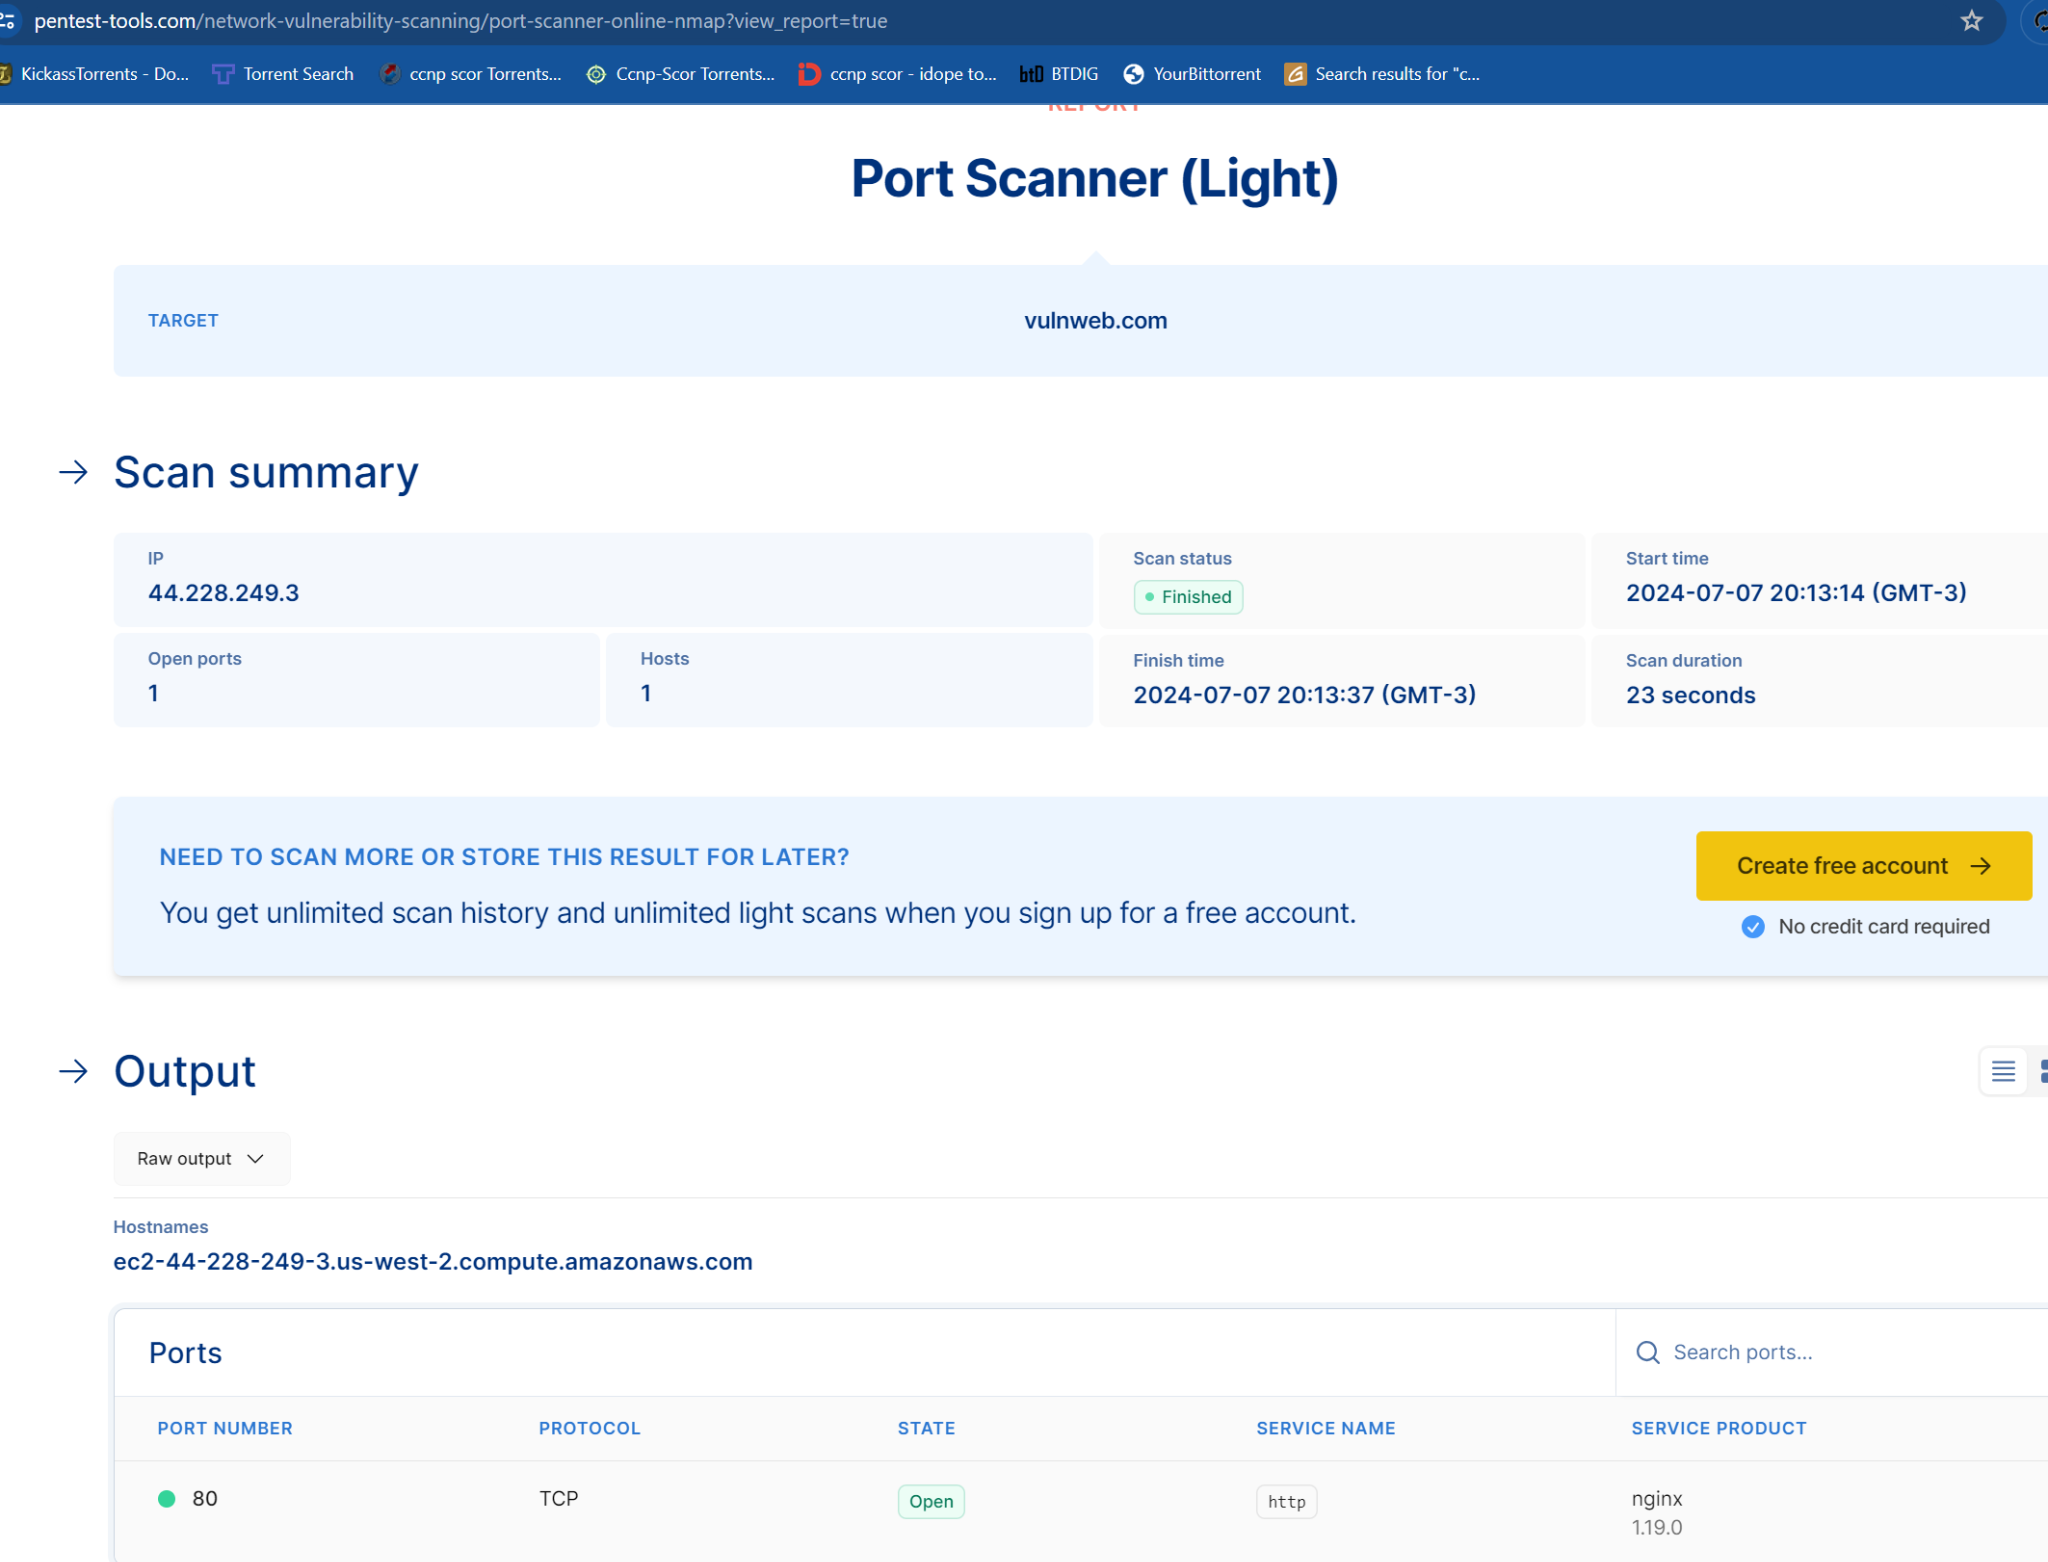 pentest-tools.com/network-vulnerability-scanning/port-scanner-online-nmap?view_report=true
KickassTorrents - Do... Torrent Search ccnp scor Torrents... Ccnp-Scor Torrents... ccnp scor - idope to... btD BTDIG YourBittorrent Search results for "c...
REPORT
Port Scanner (Light)
TARGET vulnweb.com
Scan summary
IP
44.228.249.3
Scan status
Finished
Start time
2024-07-07 20:13:14 (GMT-3)
Open ports
1
Hosts
1
Finish time
2024-07-07 20:13:37 (GMT-3)
Scan duration
23 seconds
NEED TO SCAN MORE OR STORE THIS RESULT FOR LATER?
You get unlimited scan history and unlimited light scans when you sign up for a free account.
Create free account
No credit card required
Output
Raw output
Hostnames
ec2-44-228-249-3.us-west-2.compute.amazonaws.com
Ports
Search ports...
PORT NUMBER PROTOCOL STATE SERVICE NAME SERVICE PRODUCT
80 TCP Open http nginx
1.19.0